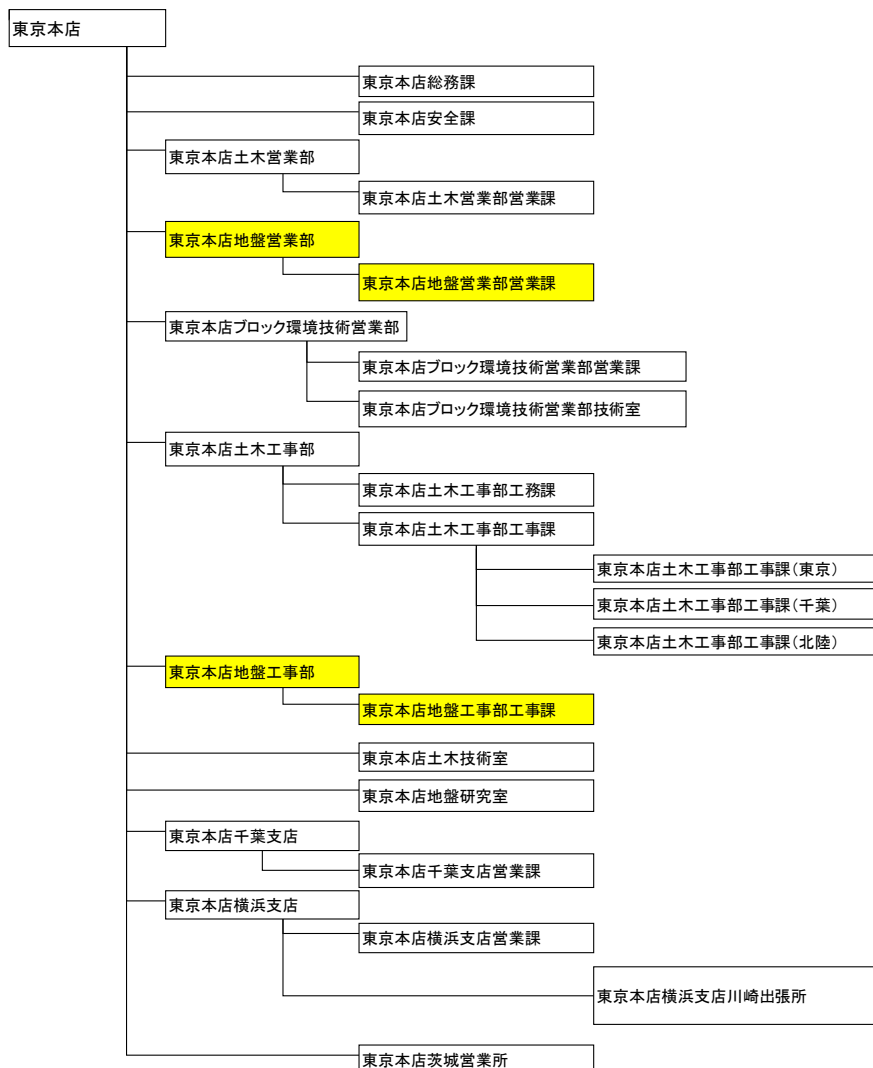 東京本店
東京本店総務課
東京本店安全課
東京本店土木営業部
東京本店土木営業部営業課
東京本店地盤営業部
東京本店地盤営業部営業課
東京本店ブロック環境技術営業部
東京本店ブロック環境技術営業部営業課
東京本店ブロック環境技術営業部技術室
東京本店土木工事部
東京本店土木工事部工務課
東京本店土木工事部工事課
東京本店土木工事部工事課(東京)
東京本店土木工事部工事課(千葉)
東京本店土木工事部工事課(北陸)
東京本店地盤工事部
東京本店地盤工事部工事課
東京本店土木技術室
東京本店地盤研究室
東京本店千葉支店
東京本店千葉支店営業課
東京本店横浜支店
東京本店横浜支店営業課
東京本店横浜支店川崎出張所
東京本店茨城営業所